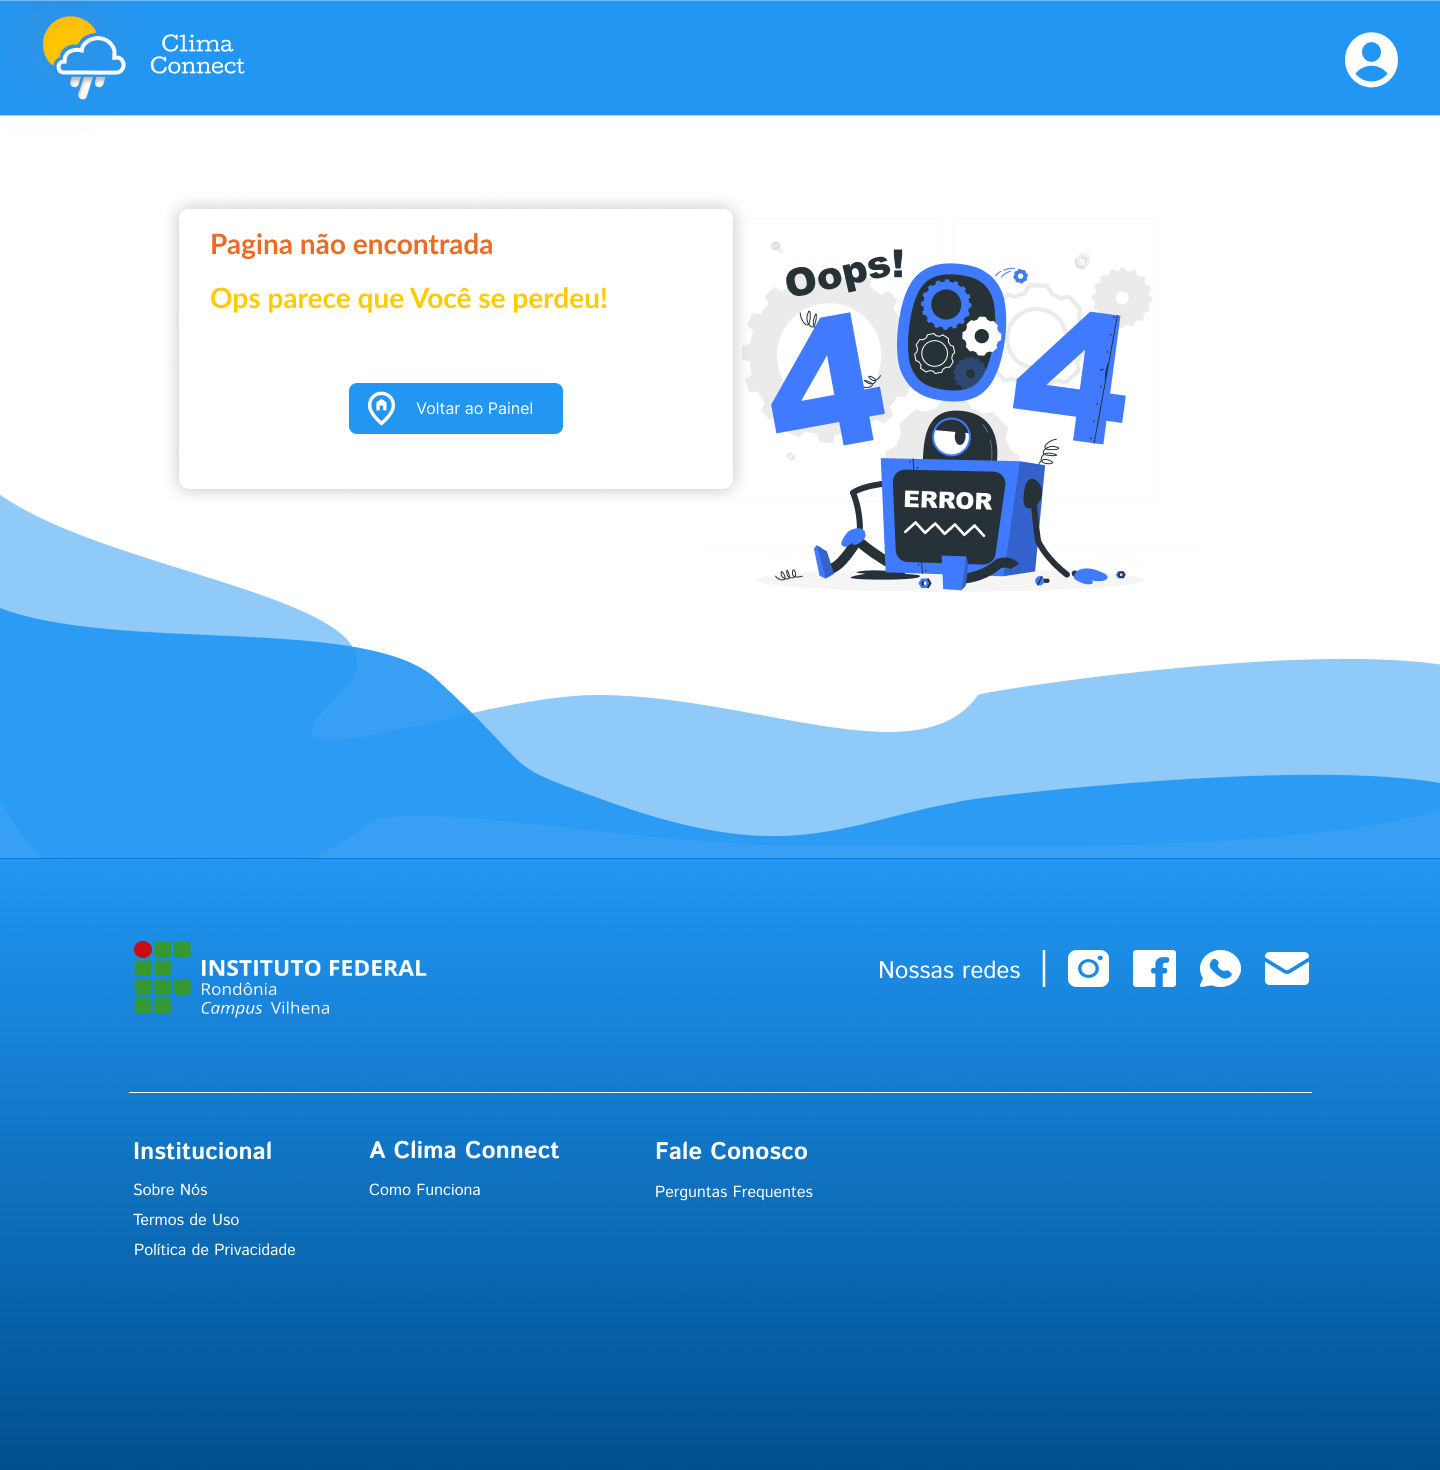 Clima
Connect
Pagina não encontrada
Ops parece que Você se perdeu!
Voltar ao Painel
Oops!
404
ERROR
INSTITUTO FEDERAL
Rondônia
Campus Vilhena
Nossas redes
Institucional
Sobre Nós
Termos de Uso
Política de Privacidade
A Clima Connect
Como Funciona
Fale Conosco
Perguntas Frequentes